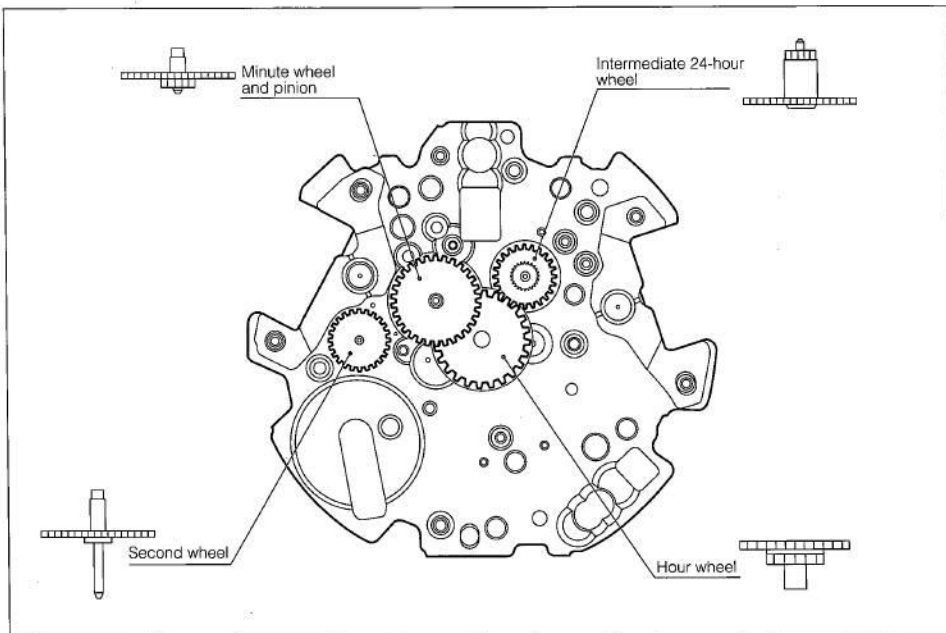 Minute wheel
and pinion
Intermediate 24-hour
wheel
Second wheel
Hour wheel